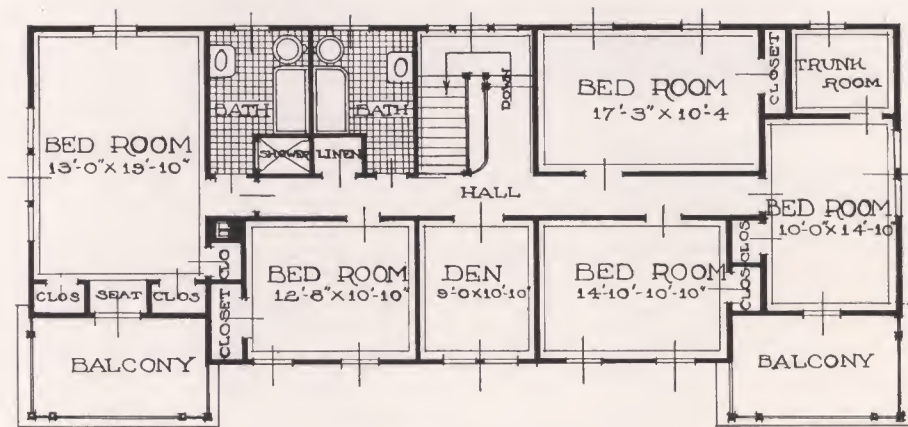 BED ROOM
13'-0" X 19'-10"
CLOS
SEAT
CLOS
BALCONY
BATH
BATH
SHOWER
LINEN
DOWN
HALL
CLO
CLOSET
BED ROOM
12'-8" X 10'-10"
DEN
9'-0 X 10'-10"
BED ROOM
17'-3" X 10'-4
CLOSET
TRUNK
ROOM
BED ROOM
14'-10'-10'-10"
CLOS
CLOS
BED ROOM
10'-0" X 14'-10"
BALCONY